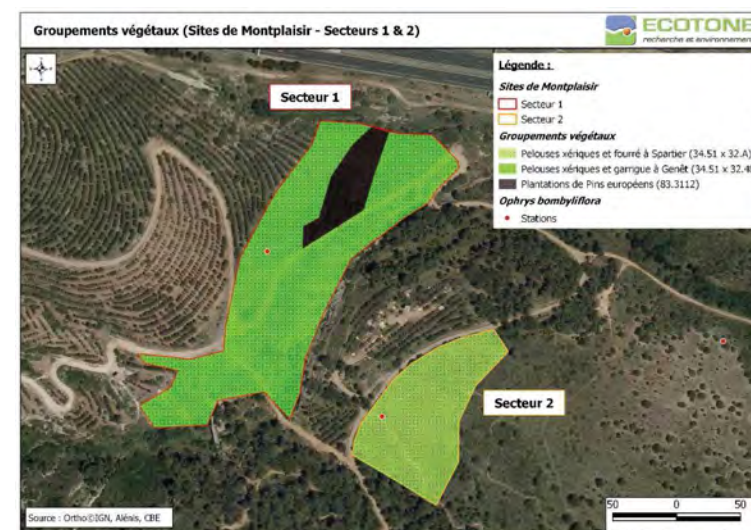 Groupements végétaux (Sites de Montplaisir - Secteurs 1 & 2)
ECOTONE
recherche et environnement
Secteur 1
Légende :
Sites de Montplaisir
Secteur 1
Secteur 2
Groupements végétaux
Pelouses xériques et fourré à Spartier (34.51 x 32.A)
Pelouses xériques et garrigue à Genêt (34.51 x 32.4
Plantations de Pins européens (83.3112)
Ophrys bombyliflora
Stations
Secteur 2
Source : Ortho©IGN, Alénis, CBE
50 0 50